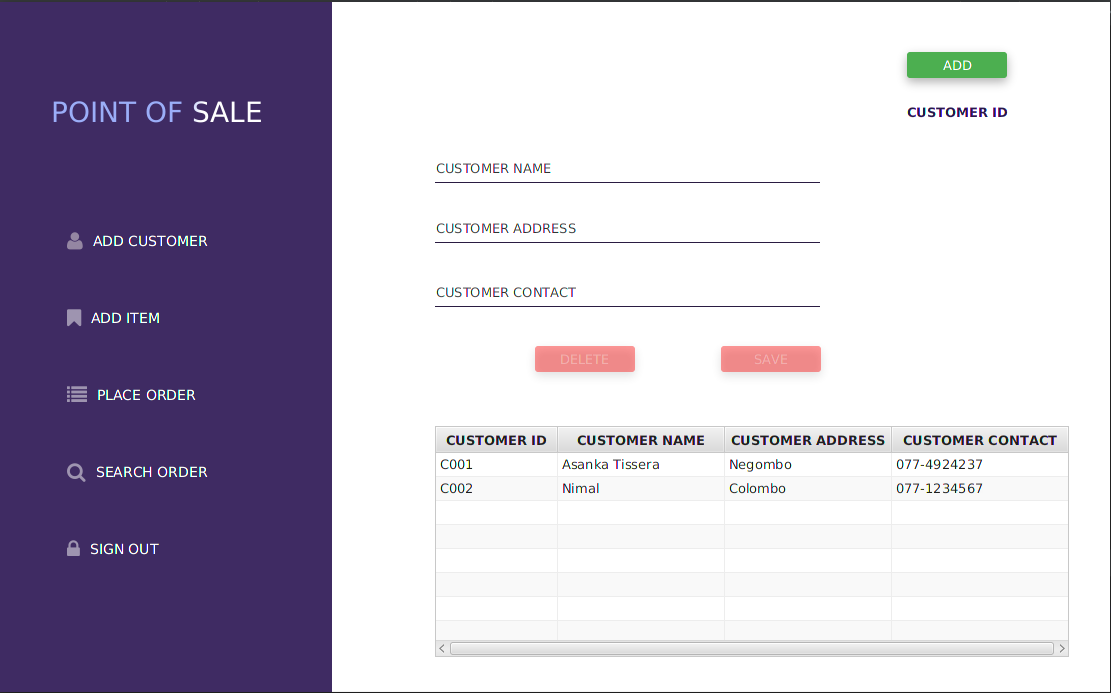 POINT OF SALE
ADD CUSTOMER
ADD ITEM
PLACE ORDER
SEARCH ORDER
SIGN OUT
ADD
CUSTOMER ID
CUSTOMER NAME
CUSTOMER ADDRESS
CUSTOMER CONTACT
DELETE SAVE
CUSTOMER ID CUSTOMER NAME CUSTOMER ADDRESS CUSTOMER CONTACT
C001 Asanka Tissera Negombo 077-4924237
C002 Nimal Colombo 077-1234567